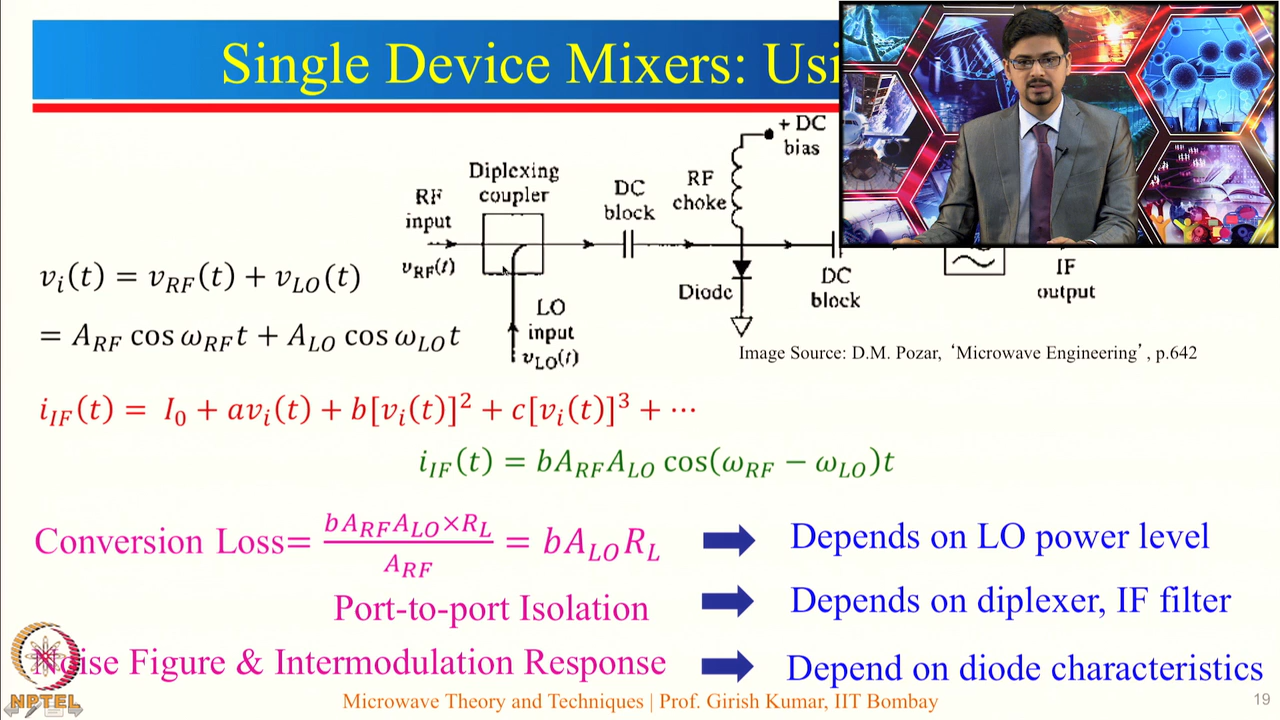 Single Device Mixers: Usi
+ DC
bias
Diplexing
coupler
RF
input
DC
block
RF
choke
v_RF(t)
Diode
DC
block
IF
output
LO
input
v_LO(t)
v_i(t) = v_RF(t) + v_LO(t)
= A_RF cos ω_RF t + A_LO cos ω_LO t
Image Source: D.M. Pozar, ‘Microwave Engineering’, p.642
i_IF(t) = I_0 + av_i(t) + b[v_i(t)]^2 + c[v_i(t)]^3 + ⋯
i_IF(t) = bA_RF A_LO cos(ω_RF − ω_LO)t
Conversion Loss= (bA_RF A_LO×R_L)/A_RF = bA_LO R_L Depends on LO power level
Port-to-port Isolation Depends on diplexer, IF filter
Noise Figure & Intermodulation Response Depend on diode characteristics
NPTEL
Microwave Theory and Techniques | Prof. Girish Kumar, IIT Bombay
19